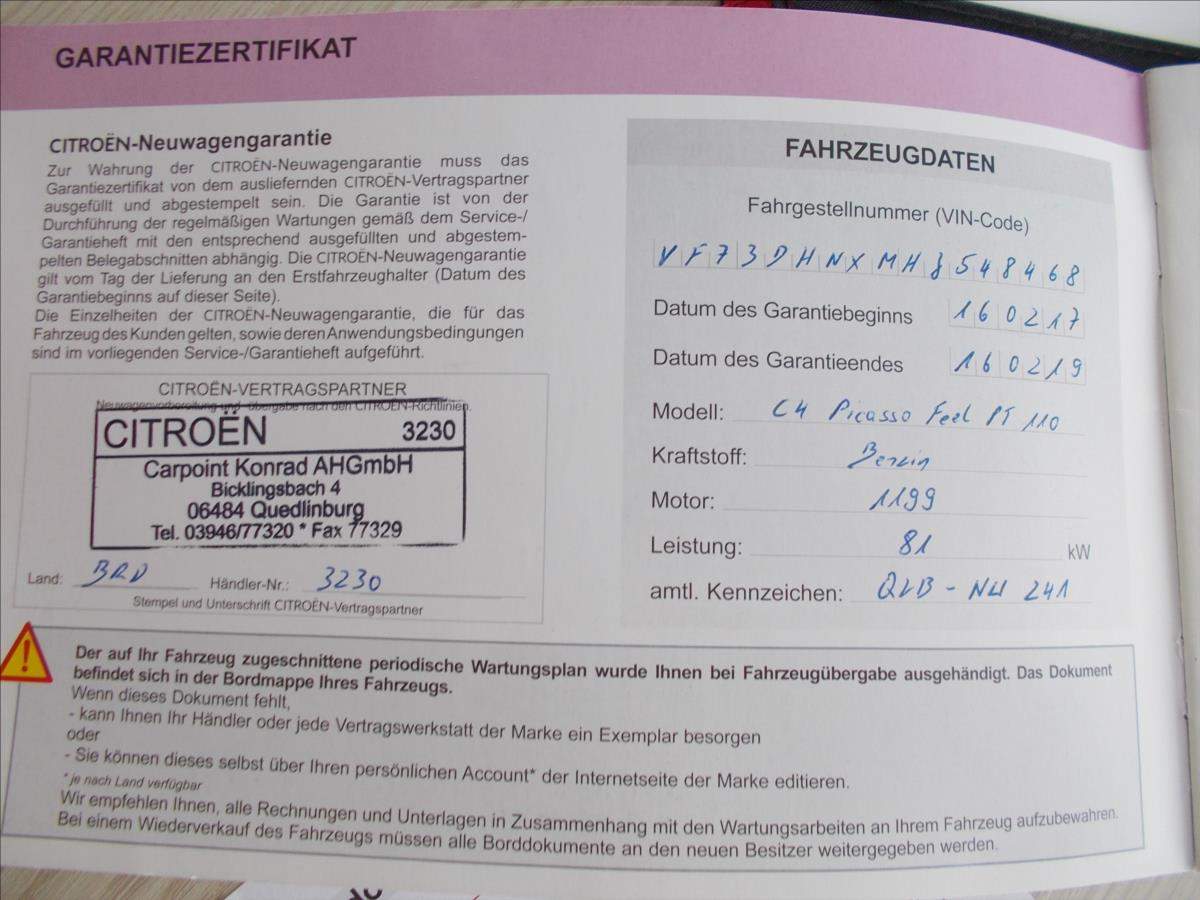 GARANTIEZERTIFIKAT
CITROËN-Neuwagengarantie
Zur Wahrung der CITROËN-Neuwagengarantie muss das
Garantiezertifikat von dem ausliefernden CITROËN-Vertragspartner
ausgefüllt und abgestempelt sein. Die Garantie ist von der
Durchführung der regelmäßigen Wartungen gemäß dem Service-/
Garantieheft mit den entsprechend ausgefüllten und abgestem-
pelten Belegabschnitten abhängig. Die CITROËN-Neuwagengarantie
gilt vom Tag der Lieferung an den Erstfahrzeughalter (Datum des
Garantiebeginns auf dieser Seite).
Die Einzelheiten der CITROËN-Neuwagengarantie, die für das
Fahrzeug des Kunden gelten, sowie deren Anwendungsbedingungen
sind im vorliegenden Service-/Garantieheft aufgeführt.
CITROËN-VERTRAGSPARTNER
Neuwagenvorbereitung und -übergabe nach den CITROËN-Richtlinien.
CITROËN 3230
Carpoint Konrad AHGmbH
Bicklingsbach 4
06484 Quedlinburg
Tel. 03946/77320 * Fax 77329
Land: BRD Händler-Nr.: 3230
Stempel und Unterschrift CITROËN-Vertragspartner
FAHRZEUGDATEN
Fahrgestellnummer (VIN-Code)
VF73DHNXMHJ548468
Datum des Garantiebeginns 160217
Datum des Garantieendes 160219
Modell: C4 Picasso Feel PT 110
Kraftstoff: Benzin
Motor: 1199
Leistung: 81 kW
amtl. Kennzeichen: QLB - NH 241
Der auf Ihr Fahrzeug zugeschnittene periodische Wartungsplan wurde Ihnen bei Fahrzeugübergabe ausgehändigt. Das Dokument
befindet sich in der Bordmappe Ihres Fahrzeugs.
Wenn dieses Dokument fehlt,
- kann Ihnen Ihr Händler oder jede Vertragswerkstatt der Marke ein Exemplar besorgen
oder
- Sie können dieses selbst über Ihren persönlichen Account* der Internetseite der Marke editieren.
* je nach Land verfügbar
Wir empfehlen Ihnen, alle Rechnungen und Unterlagen in Zusammenhang mit den Wartungsarbeiten an Ihrem Fahrzeug aufzubewahren.
Bei einem Wiederverkauf des Fahrzeugs müssen alle Borddokumente an den neuen Besitzer weitergegeben werden.